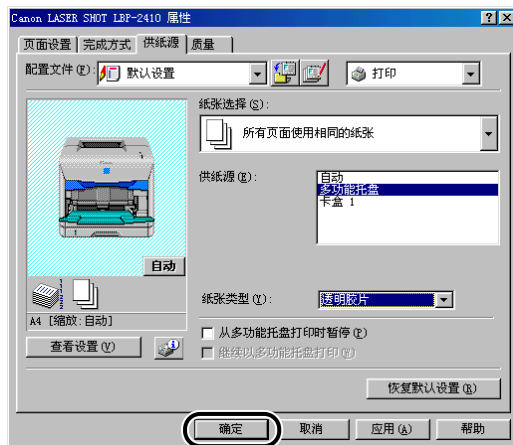 Canon LASER SHOT LBP-2410 属性
页面设置 完成方式 供纸源 质量
配置文件(F): 默认设置 打印
纸张选择(S):
所有页面使用相同的纸张
供纸源(E):
自动
多功能托盘
卡盒 1
自动
纸张类型(Y): 透明胶片
A4 [缩放:自动]
查看设置(V)
从多功能托盘打印时暂停(P)
继续以多功能托盘打印(W)
恢复默认设置(R)
确定 取消 应用(A) 帮助